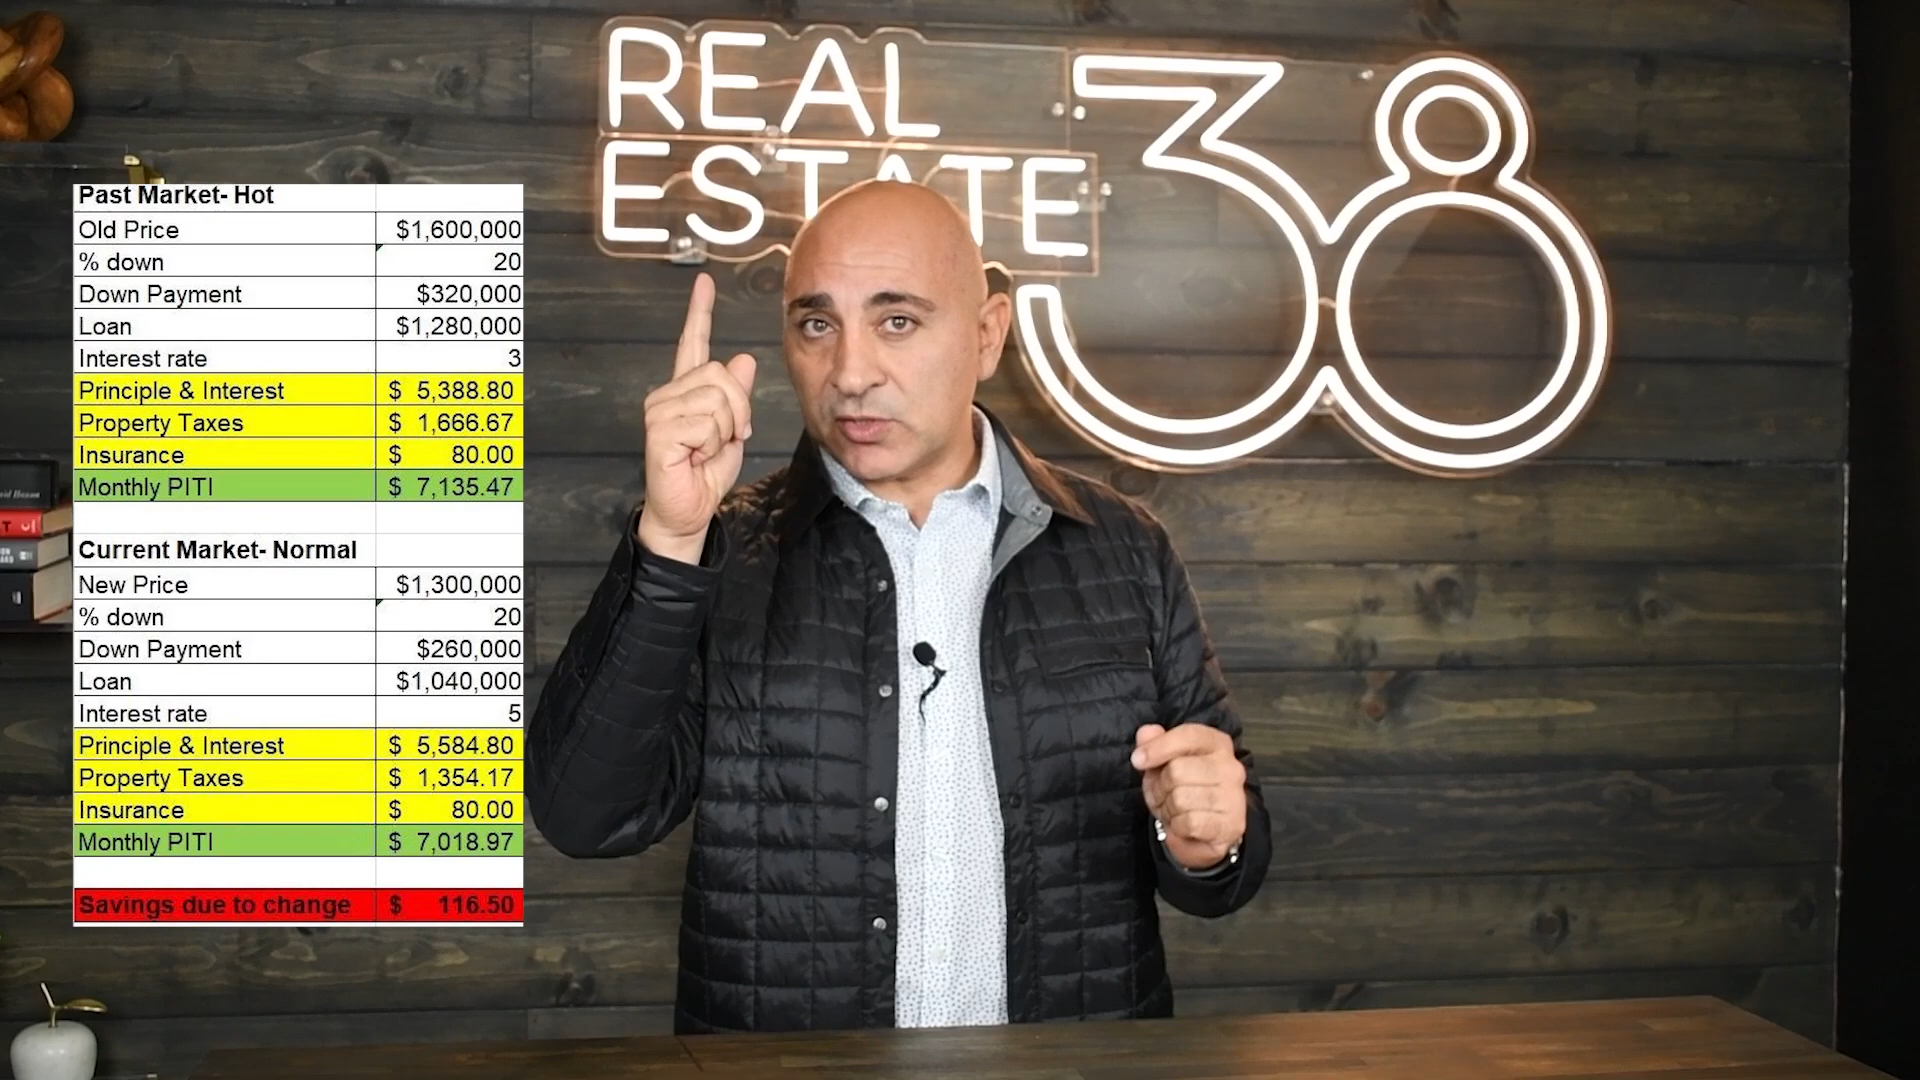 REAL
ESTATE
38
Past Market- Hot
Old Price $1,600,000
% down 20
Down Payment $320,000
Loan $1,280,000
Interest rate 3
Principle & Interest $ 5,388.80
Property Taxes $ 1,666.67
Insurance $ 80.00
Monthly PITI $ 7,135.47
Current Market- Normal
New Price $1,300,000
% down 20
Down Payment $260,000
Loan $1,040,000
Interest rate 5
Principle & Interest $ 5,584.80
Property Taxes $ 1,354.17
Insurance $ 80.00
Monthly PITI $ 7,018.97
Savings due to change $ 116.50